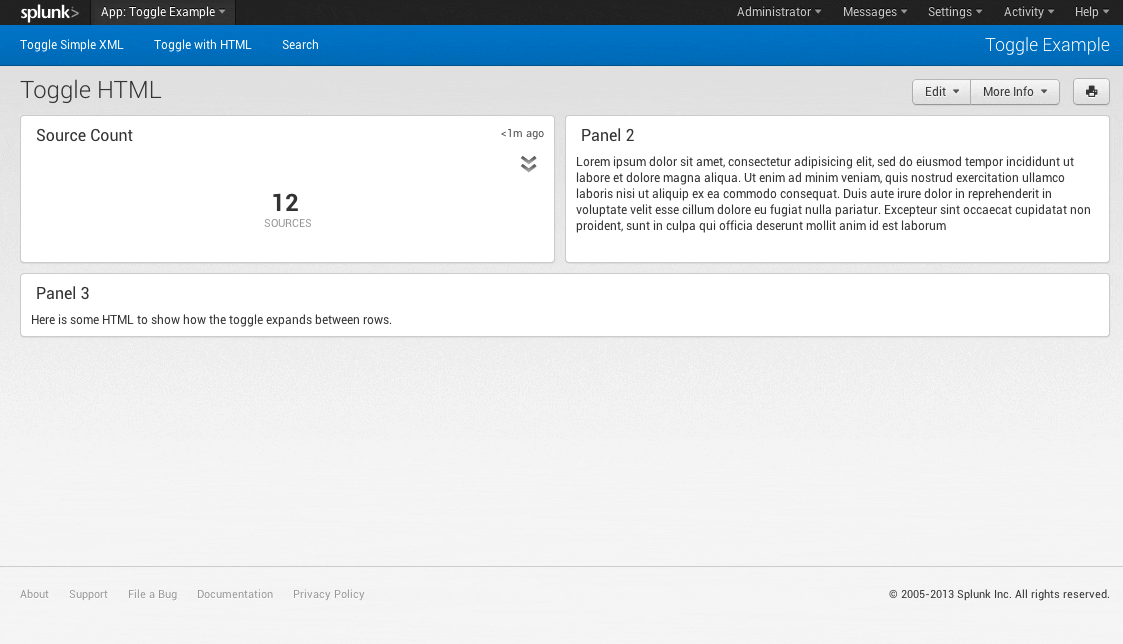 splunk> App: Toggle Example Administrator Messages Settings Activity Help
Toggle Simple XML Toggle with HTML Search Toggle Example
Toggle HTML Edit More Info
Source Count <1m ago
12
SOURCES
Panel 2
Lorem ipsum dolor sit amet, consectetur adipisicing elit, sed do eiusmod tempor incididunt ut
labore et dolore magna aliqua. Ut enim ad minim veniam, quis nostrud exercitation ullamco
laboris nisi ut aliquip ex ea commodo consequat. Duis aute irure dolor in reprehenderit in
voluptate velit esse cillum dolore eu fugiat nulla pariatur. Excepteur sint occaecat cupidatat non
proident, sunt in culpa qui officia deserunt mollit anim id est laborum
Panel 3
Here is some HTML to show how the toggle expands between rows.
About Support File a Bug Documentation Privacy Policy © 2005-2013 Splunk Inc. All rights reserved.